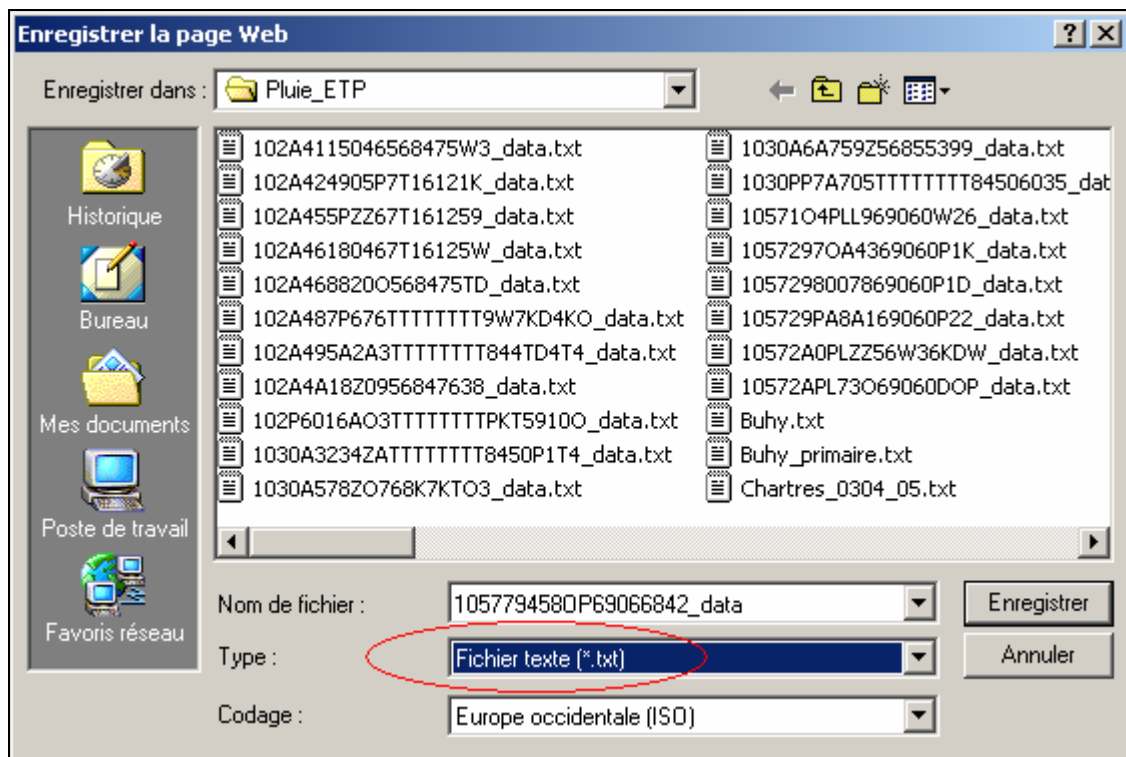 Enregistrer la page Web
Enregistrer dans :
Pluie_ETP
Historique
Bureau
Mes documents
Poste de travail
Favoris réseau
102A4115046568475W3_data.txt
102A424905P7T16121K_data.txt
102A455PZZ67T161259_data.txt
102A46180467T16125W_data.txt
102A468820O568475TD_data.txt
102A487P676TTTTTTTT9W7KD4KO_data.txt
102A495A2A3TTTTTTTT844TD4T4_data.txt
102A4A18Z0956847638_data.txt
102P6016AO3TTTTTTTTPKT5910O_data.txt
1030A3234ZATTTTTTTT8450P1T4_data.txt
1030A578ZO768K7KTO3_data.txt
1030A6A759Z56855399_data.txt
1030PP7A705TTTTTTTT84506035_dat
10571O4PLL969060W26_data.txt
1057297OA4369060P1K_data.txt
1057298007869060P1D_data.txt
105729PA8A169060P22_data.txt
10572A0PLZZ56W36KDW_data.txt
10572APL73O69060DOP_data.txt
Buhy.txt
Buhy_primaire.txt
Chartres_0304_05.txt
Nom de fichier :
105779458OP69066842_data
Enregistrer
Type :
Fichier texte (*.txt)
Annuler
Codage :
Europe occidentale (ISO)